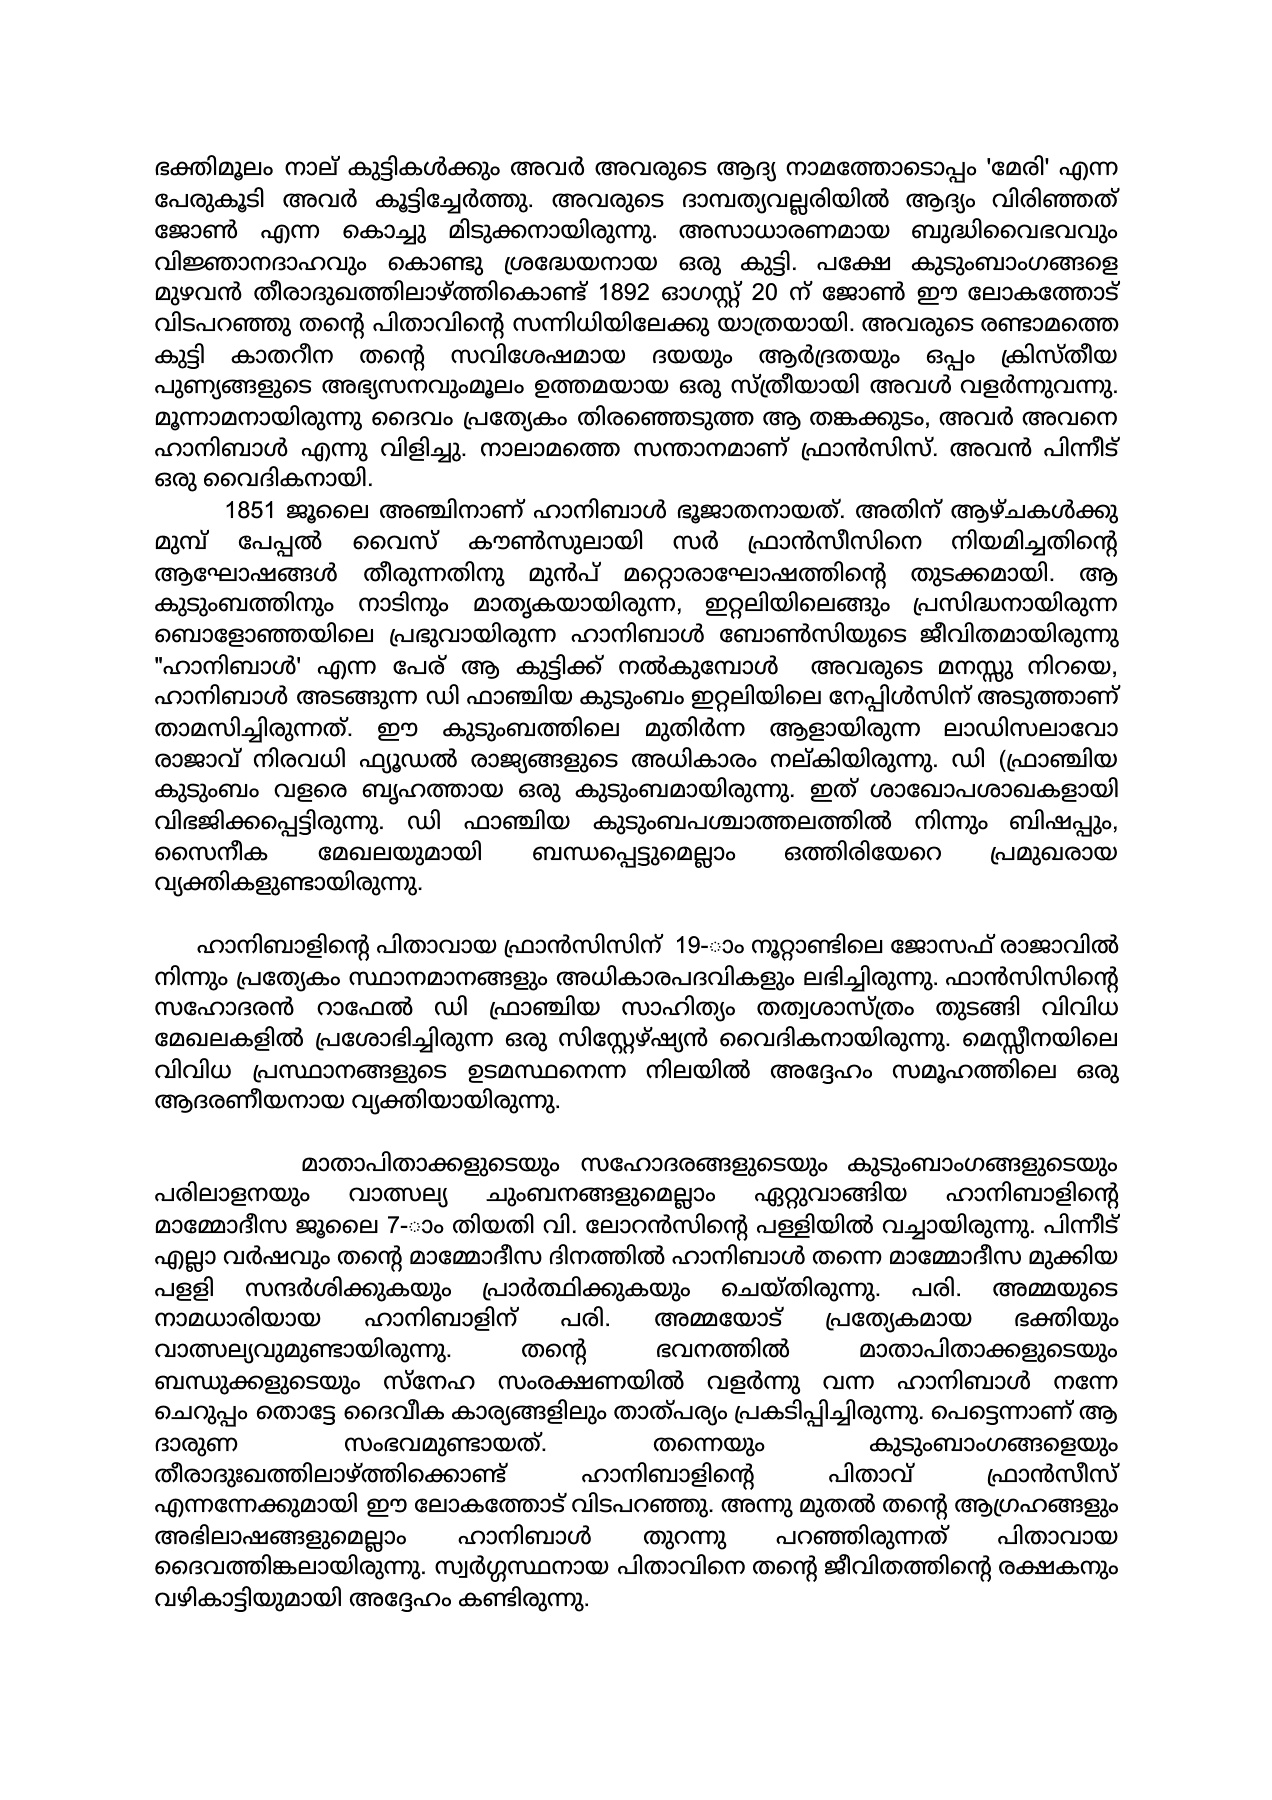 ഭക്തിമൂലം നാല് കുട്ടികൾക്കും അവർ അവരുടെ ആദ്യ നാമത്തോടൊപ്പം 'മേരി' എന്ന
പേരുകൂടി അവർ കൂട്ടിച്ചേർത്തു. അവരുടെ ദാമ്പത്യവല്ലരിയിൽ ആദ്യം വിരിഞ്ഞത്
ജോൺ എന്ന കൊച്ചു മിടുക്കനായിരുന്നു. അസാധാരണമായ ബുദ്ധിവൈഭവവും
വിജ്ഞാനദാഹവും കൊണ്ടു ശ്രദ്ധേയനായ ഒരു കുട്ടി. പക്ഷേ കുടുംബാംഗങ്ങളെ
മുഴവൻ തീരാദുഖത്തിലാഴ്ത്തികൊണ്ട് 1892 ഓഗസ്റ്റ് 20 ന് ജോൺ ഈ ലോകത്തോട്
വിടപറഞ്ഞു തന്റെ പിതാവിന്റെ സന്നിധിയിലേക്കു യാത്രയായി. അവരുടെ രണ്ടാമത്തെ
കുട്ടി കാതറീന തന്റെ സവിശേഷമായ ദയയും ആർദ്രതയും ഒപ്പം ക്രിസ്തീയ
പുണ്യങ്ങളുടെ അഭ്യസനവുംമൂലം ഉത്തമയായ ഒരു സ്ത്രീയായി അവൾ വളർന്നുവന്നു.
മൂന്നാമനായിരുന്നു ദൈവം പ്രത്യേകം തിരഞ്ഞെടുത്ത ആ തങ്കക്കുടം, അവർ അവനെ
ഹാനിബാൾ എന്നു വിളിച്ചു. നാലാമത്തെ സന്താനമാണ് ഫ്രാൻസിസ്. അവൻ പിന്നീട്
ഒരു വൈദികനായി.
1851 ജൂലൈ അഞ്ചിനാണ് ഹാനിബാൾ ഭൂജാതനായത്. അതിന് ആഴ്ചകൾക്കു
മുമ്പ് പേപ്പൽ വൈസ് കൗൺസുലായി സർ ഫ്രാൻസീസിനെ നിയമിച്ചതിന്റെ
ആഘോഷങ്ങൾ തീരുന്നതിനു മുൻപ് മറ്റൊരാഘോഷത്തിന്റെ തുടക്കമായി. ആ
കുടുംബത്തിനും നാടിനും മാതൃകയായിരുന്ന, ഇറ്റലിയിലെങ്ങും പ്രസിദ്ധനായിരുന്ന
ബൊളോഞ്ഞയിലെ പ്രഭുവായിരുന്ന ഹാനിബാൾ ബോൺസിയുടെ ജീവിതമായിരുന്നു
"ഹാനിബാൾ' എന്ന പേര് ആ കുട്ടിക്ക് നൽകുമ്പോൾ അവരുടെ മനസ്സു നിറയെ,
ഹാനിബാൾ അടങ്ങുന്ന ഡി ഫാഞ്ചിയ കുടുംബം ഇറ്റലിയിലെ നേപ്പിൾസിന് അടുത്താണ്
താമസിച്ചിരുന്നത്. ഈ കുടുംബത്തിലെ മുതിർന്ന ആളായിരുന്ന ലാഡിസലാവോ
രാജാവ് നിരവധി ഫ്യൂഡൽ രാജ്യങ്ങളുടെ അധികാരം നല്കിയിരുന്നു. ഡി (ഫ്രാഞ്ചിയ
കുടുംബം വളരെ ബൃഹത്തായ ഒരു കുടുംബമായിരുന്നു. ഇത് ശാഖോപശാഖകളായി
വിഭജിക്കപ്പെട്ടിരുന്നു. ഡി ഫാഞ്ചിയ കുടുംബപശ്ചാത്തലത്തിൽ നിന്നും ബിഷപ്പും,
സൈനീക മേഖലയുമായി ബന്ധപ്പെട്ടുമെല്ലാം ഒത്തിരിയേറെ പ്രമുഖരായ
വ്യക്തികളുണ്ടായിരുന്നു.
ഹാനിബാളിന്റെ പിതാവായ ഫ്രാൻസിസിന് 19-ാം നൂറ്റാണ്ടിലെ ജോസഫ് രാജാവിൽ
നിന്നും പ്രത്യേകം സ്ഥാനമാനങ്ങളും അധികാരപദവികളും ലഭിച്ചിരുന്നു. ഫാൻസിസിന്റെ
സഹോദരൻ റാഫേൽ ഡി ഫ്രാഞ്ചിയ സാഹിത്യം തത്വശാസ്ത്രം തുടങ്ങി വിവിധ
മേഖലകളിൽ പ്രശോഭിച്ചിരുന്ന ഒരു സിസ്റ്റേഴ്ഷ്യൻ വൈദികനായിരുന്നു. മെസ്സീനയിലെ
വിവിധ പ്രസ്ഥാനങ്ങളുടെ ഉടമസ്ഥനെന്ന നിലയിൽ അദ്ദേഹം സമൂഹത്തിലെ ഒരു
ആദരണീയനായ വ്യക്തിയായിരുന്നു.
മാതാപിതാക്കളുടെയും സഹോദരങ്ങളുടെയും കുടുംബാംഗങ്ങളുടെയും
പരിലാളനയും വാത്സല്യ ചുംബനങ്ങളുമെല്ലാം ഏറ്റുവാങ്ങിയ ഹാനിബാളിന്റെ
മാമ്മോദീസ ജൂലൈ 7-ാം തിയതി വി. ലോറൻസിന്റെ പള്ളിയിൽ വച്ചായിരുന്നു. പിന്നീട്
എല്ലാ വർഷവും തന്റെ മാമ്മോദീസ ദിനത്തിൽ ഹാനിബാൾ തന്നെ മാമ്മോദീസ മുക്കിയ
പളളി സന്ദർശിക്കുകയും പ്രാർത്ഥിക്കുകയും ചെയ്തിരുന്നു. പരി. അമ്മയുടെ
നാമധാരിയായ ഹാനിബാളിന് പരി. അമ്മയോട് പ്രത്യേകമായ ഭക്തിയും
വാത്സല്യവുമുണ്ടായിരുന്നു. തന്റെ ഭവനത്തിൽ മാതാപിതാക്കളുടെയും
ബന്ധുക്കളുടെയും സ്നേഹ സംരക്ഷണയിൽ വളർന്നു വന്ന ഹാനിബാൾ നന്നേ
ചെറുപ്പം തൊട്ടേ ദൈവീക കാര്യങ്ങളിലും താത്പര്യം പ്രകടിപ്പിച്ചിരുന്നു. പെട്ടെന്നാണ് ആ
ദാരുണ സംഭവമുണ്ടായത്. തന്നെയും കുടുംബാംഗങ്ങളെയും
തീരാദുഃഖത്തിലാഴ്ത്തിക്കൊണ്ട് ഹാനിബാളിന്റെ പിതാവ് ഫ്രാൻസീസ്
എന്നന്നേക്കുമായി ഈ ലോകത്തോട് വിടപറഞ്ഞു. അന്നു മുതൽ തന്റെ ആഗ്രഹങ്ങളും
അഭിലാഷങ്ങളുമെല്ലാം ഹാനിബാൾ തുറന്നു പറഞ്ഞിരുന്നത് പിതാവായ
ദൈവത്തിങ്കലായിരുന്നു. സ്വർഗ്ഗസ്ഥനായ പിതാവിനെ തന്റെ ജീവിതത്തിന്റെ രക്ഷകനും
വഴികാട്ടിയുമായി അദ്ദേഹം കണ്ടിരുന്നു.